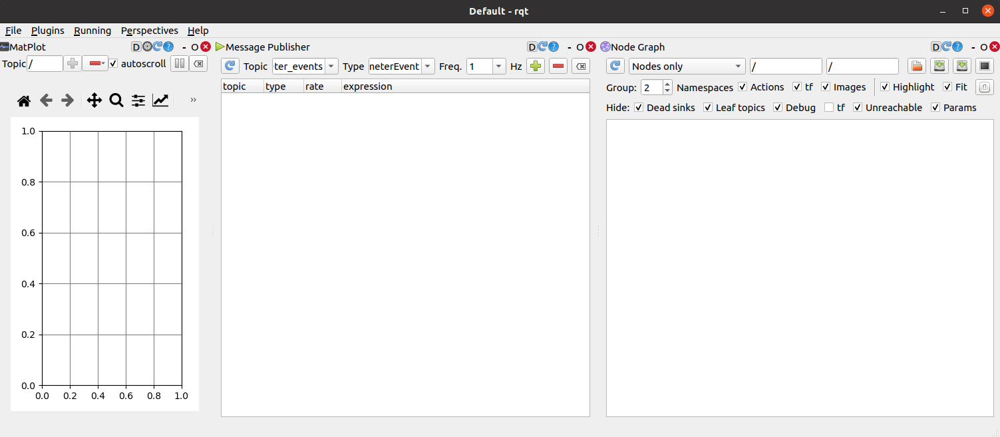 Default - rqt
File Plugins Running Perspectives Help
MatPlot D ? - O
Topic / autoscroll
1.0
0.8
0.6
0.4
0.2
0.0
0.0 0.2 0.4 0.6 0.8 1.0
Message Publisher D ? - O
Topic ter_events Type neterEvent Freq. 1 Hz
topic type rate expression
Node Graph D ? - O
Nodes only / /
Group: 2 Namespaces Actions tf Images Highlight Fit
Hide: Dead sinks Leaf topics Debug tf Unreachable Params